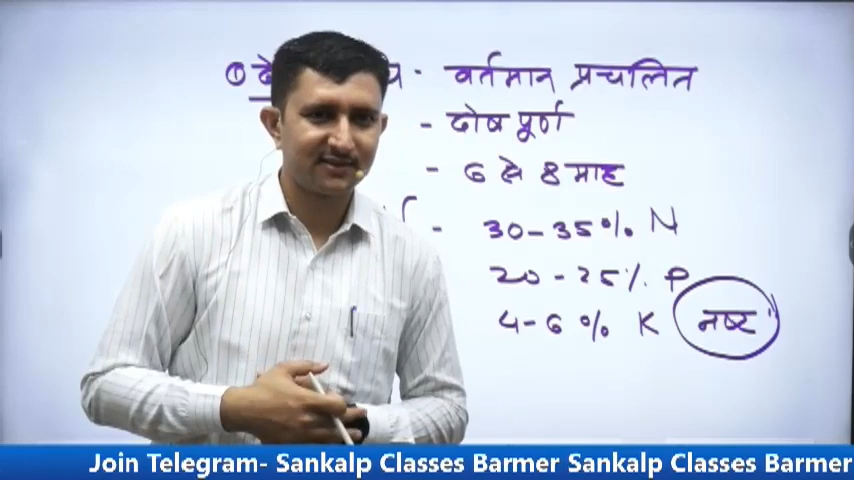 ① दे य - वर्तमान प्रचलित
- दोष पूर्ण
- 6 से 8 माह
- 30-35% N
20-25% P
4-6% K नष्ट
Join Telegram- Sankalp Classes Barmer Sankalp Classes Barmer